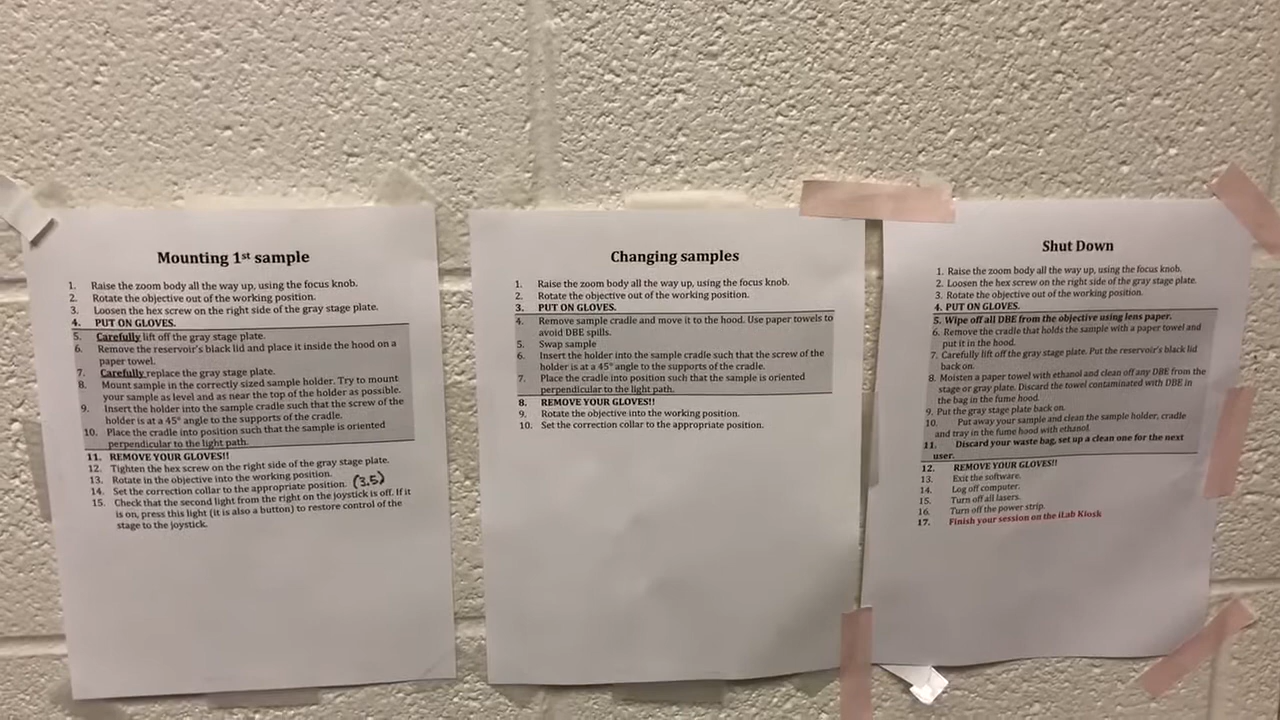 Mounting 1st sample
1. Raise the zoom body all the way up, using the focus knob.
2. Rotate the objective out of the working position.
3. Loosen the hex screw on the right side of the gray stage plate.
4. PUT ON GLOVES.
5. Carefully lift off the gray stage plate.
6. Remove the reservoir's black lid and place it inside the hood on a
paper towel.
7. Carefully replace the gray stage plate.
8. Mount sample in the correctly sized sample holder. Try to mount
your sample as level and as near the top of the holder as possible.
9. Insert the holder into the sample cradle such that the screw of the
holder is at a 45° angle to the supports of the cradle.
10. Place the cradle into position such that the sample is oriented
perpendicular to the light path.
11. REMOVE YOUR GLOVES!!
12. Tighten the hex screw on the right side of the gray stage plate.
13. Rotate in the objective into the working position.
14. Set the correction collar to the appropriate position. (3.5)
15. Check that the second light from the right on the joystick is off. If it
is on, press this light (it is also a button) to restore control of the
stage to the joystick.
Changing samples
1. Raise the zoom body all the way up, using the focus knob.
2. Rotate the objective out of the working position.
3. PUT ON GLOVES.
4. Remove sample cradle and move it to the hood. Use paper towels to
avoid DBE spills.
5. Swap sample
6. Insert the holder into the sample cradle such that the screw of the
holder is at a 45° angle to the supports of the cradle.
7. Place the cradle into position such that the sample is oriented
perpendicular to the light path.
8. REMOVE YOUR GLOVES!!
9. Rotate the objective into the working position.
10. Set the correction collar to the appropriate position.
Shut Down
1. Raise the zoom body all the way up, using the focus knob.
2. Loosen the hex screw on the right side of the gray stage plate.
3. Rotate the objective out of the working position.
4. PUT ON GLOVES.
5. Wipe off all DBE from the objective using lens paper.
6. Remove the cradle that holds the sample with a paper towel and
put it in the hood.
7. Carefully lift off the gray stage plate. Put the reservoir's black lid
back on.
8. Moisten a paper towel with ethanol and clean off any DBE from the
stage or gray plate. Discard the towel contaminated with DBE in
the bag in the fume hood.
9. Put the gray stage plate back on.
10. Put away your sample and clean the sample holder, cradle
and tray in the fume hood with ethanol.
11. Discard your waste bag, set up a clean one for the next
user.
12. REMOVE YOUR GLOVES!!
13. Exit the software.
14. Log off computer.
15. Turn off all lasers.
16. Turn off the power strip.
17. Finish your session on the iLab Kiosk